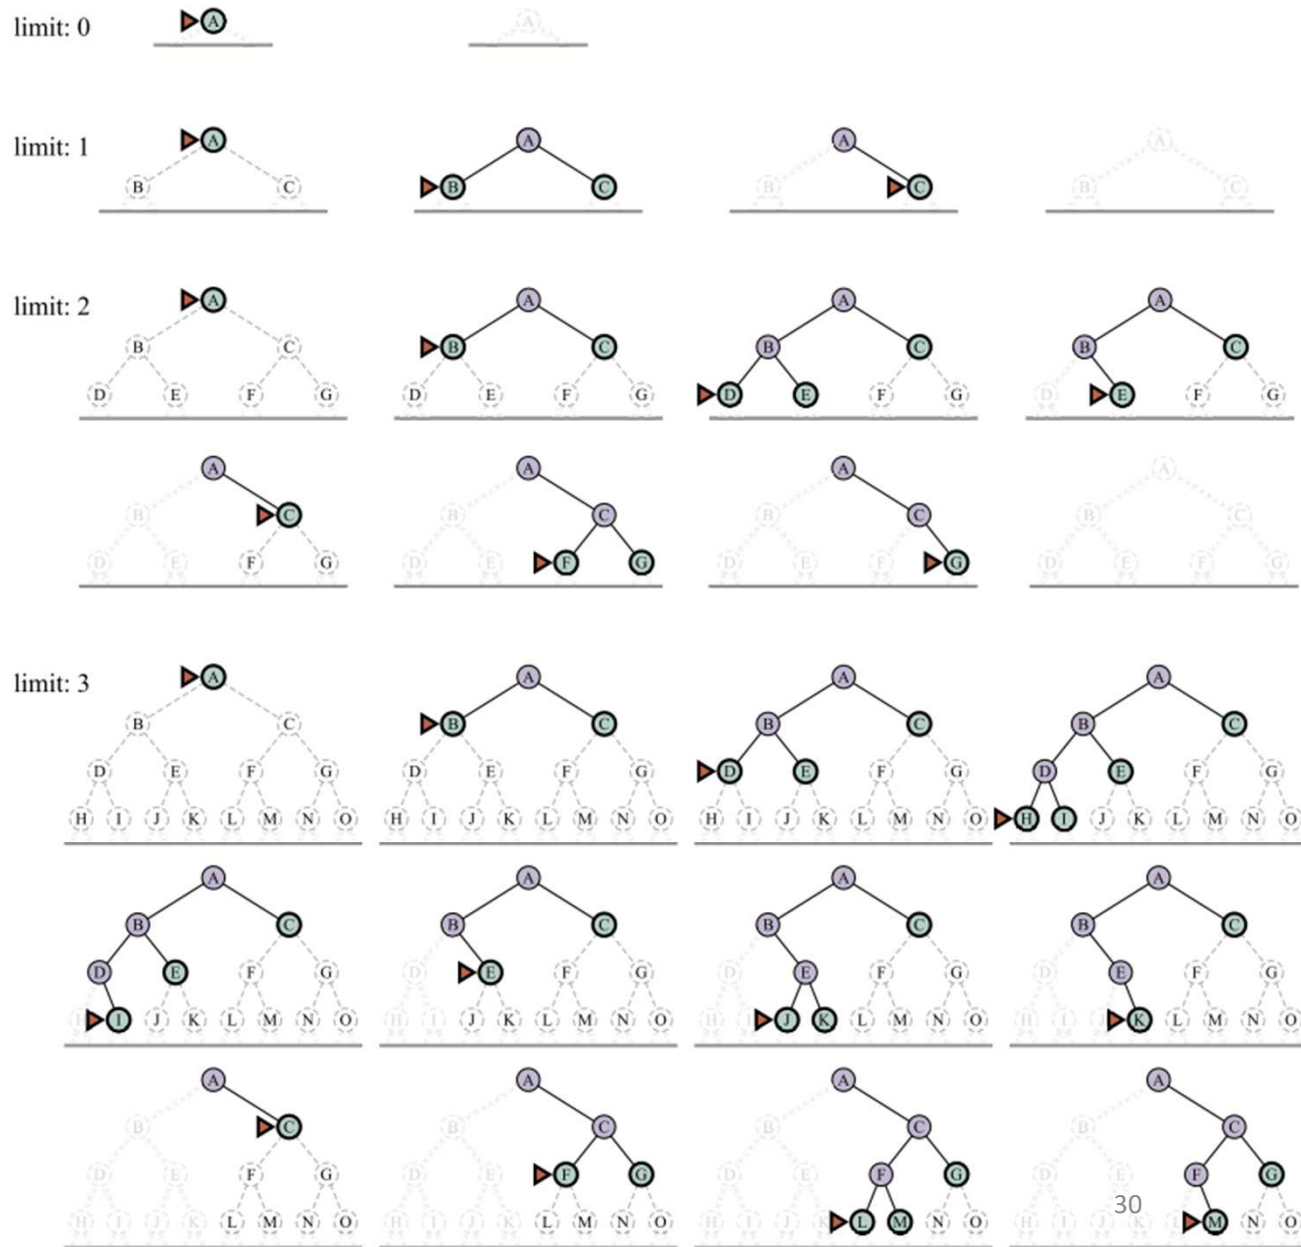 limit: 0 A A
limit: 1 A A A A
B C B C B C B C
limit: 2 A A A A
B C B C B C B C
D E F G D E F G D E F G D E F G
A A A A
B C B C B C B C
D E F G D E F G D E F G D E F G
limit: 3 A A A A
B C B C B C B C
D E F G D E F G D E F G D E F G
H I J K L M N O H I J K L M N O H I J K L M N O H I J K L M N O
A A A A
B C B C B C B C
D E F G D E F G D E F G D E F G
H I J K L M N O H I J K L M N O H I J K L M N O H I J K L M N O
A A A A
B C B C B C B C
D E F G D E F G D E F G D E F G
H I J K L M N O H I J K L M N O H I J K L M N O H I J K L M N O
30